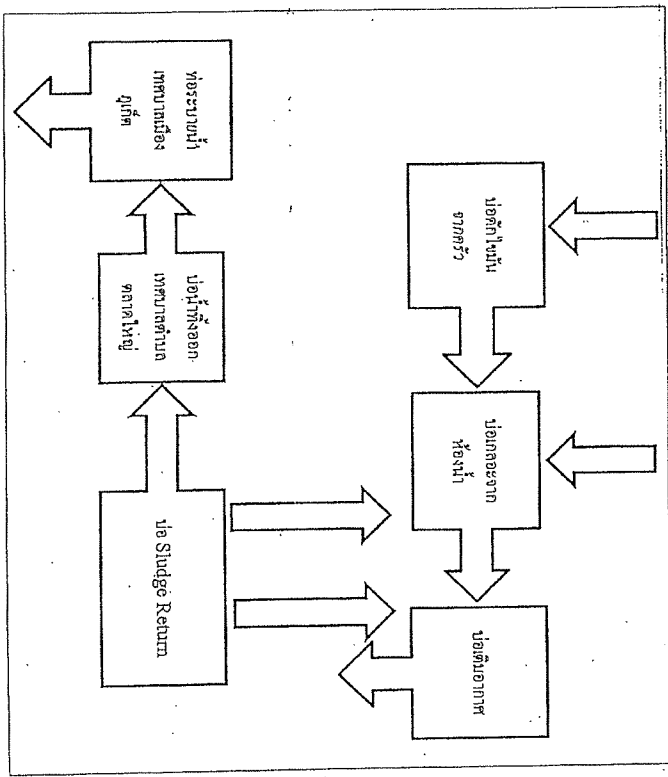 บ่อดักไขมัน
จากครัว
บ่อเกลอะจาก
ห้องน้ำ
บ่อเติมอากาศ
บ่อ Sludge Return
บ่อน้ำทิ้งออก
เทศบาลตำบล
ตลาดใหญ่
ท่อระบายน้ำ
เทศบาลเมือง
ภูเก็ต